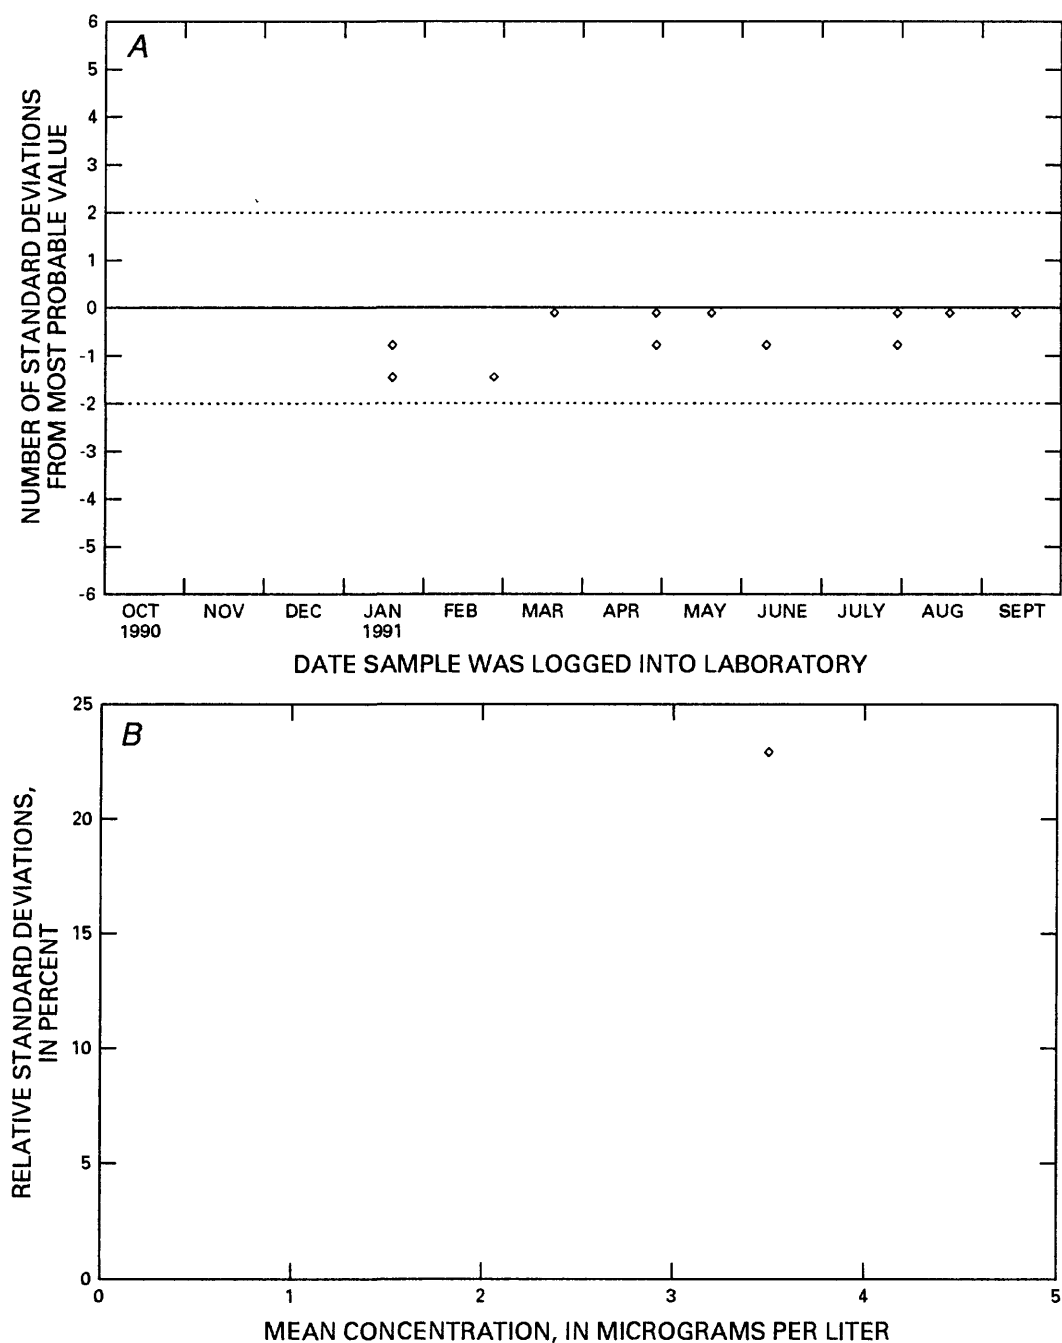 A
NUMBER OF STANDARD DEVIATIONS
FROM MOST PROBABLE VALUE
6
5
4
3
2
1
0
-1
-2
-3
-4
-5
-6
OCT NOV DEC JAN FEB MAR APR MAY JUNE JULY AUG SEPT
1990 1991
DATE SAMPLE WAS LOGGED INTO LABORATORY
B
RELATIVE STANDARD DEVIATIONS,
IN PERCENT
25
20
15
10
5
0
0 1 2 3 4 5
MEAN CONCENTRATION, IN MICROGRAMS PER LITER